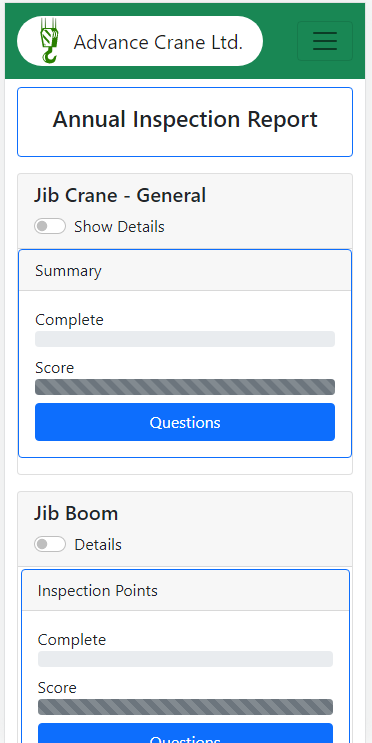 Advance Crane Ltd.
Annual Inspection Report
Jib Crane - General
Show Details
Summary
Complete
Score
Questions
Jib Boom
Details
Inspection Points
Complete
Score
Questions